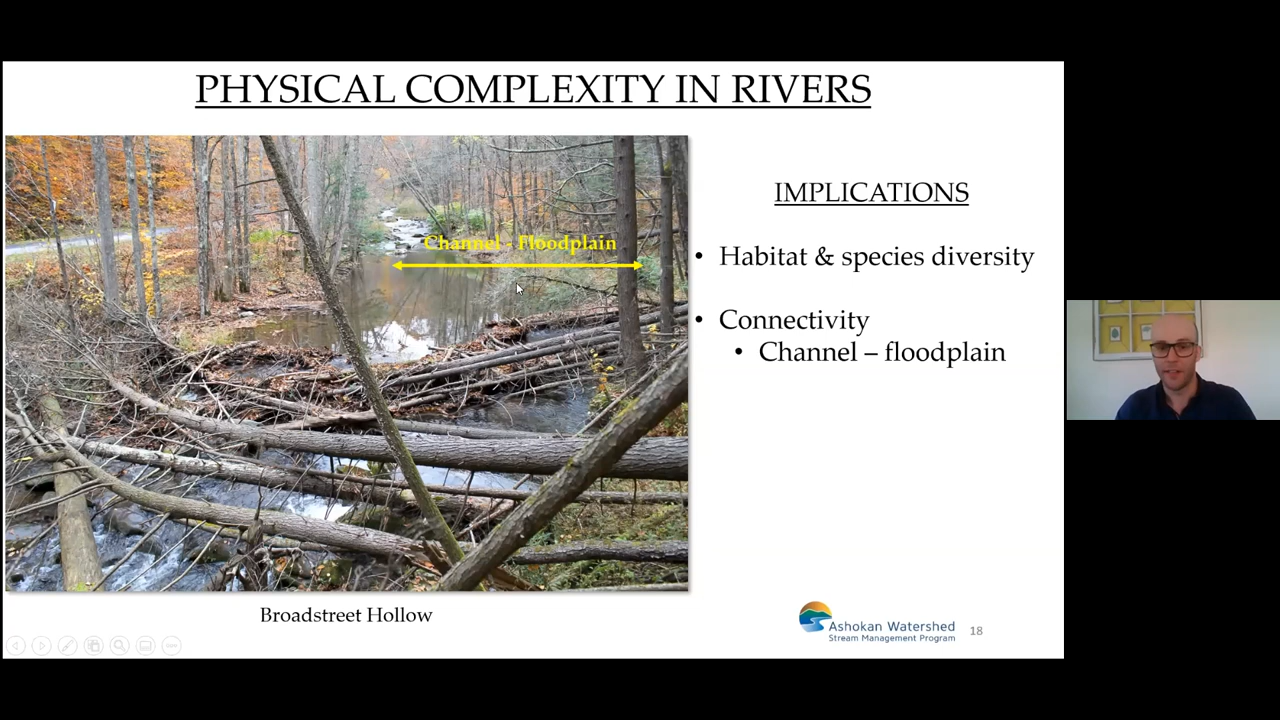 PHYSICAL COMPLEXITY IN RIVERS
Channel - Floodplain
IMPLICATIONS
• Habitat & species diversity
• Connectivity
• Channel – floodplain
Broadstreet Hollow
Ashokan Watershed
Stream Management Program
18